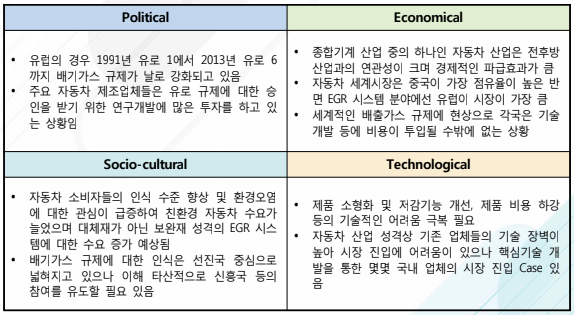 Political
Economical
• 유럽의 경우 1991년 유로 1에서 2013년 유로 6
까지 배기가스 규제가 날로 강화되고 있음
• 주요 자동차 제조업체들은 유로 규제에 대한 승
인을 받기 위한 연구개발에 많은 투자를 하고 있
는 상황임
• 종합기계 산업 중의 하나인 자동차 산업은 전후방
산업과의 연관성이 크며 경제적인 파급효과가 큼
• 자동차 세계시장은 중국이 가장 점유율이 높은 반
면 EGR 시스템 분야에선 유럽이 시장이 가장 큼
• 세계적인 배출가스 규제에 현상으로 각국은 기술
개발 등에 비용이 투입될 수밖에 없는 상황
Socio-cultural
Technological
• 자동차 소비자들의 인식 수준 향상 및 환경오염
에 대한 관심이 급증하여 친환경 자동차 수요가
늘었으며 대체재가 아닌 보완재 성격의 EGR 시스
템에 대한 수요 증가 예상됨
• 배기가스 규제에 대한 인식은 선진국 중심으로
넓혀지고 있으나 이해 타산적으로 신흥국 등의
참여를 유도할 필요 있음
• 제품 소형화 및 저감기능 개선, 제품 비용 하강
등의 기술적인 어려움 극복 필요
• 자동차 산업 성격상 기존 업체들의 기술 장벽이
높아 시장 진입에 어려움이 있으나 핵심기술 개
발을 통한 몇몇 국내 업체의 시장 진입 Case 있
음